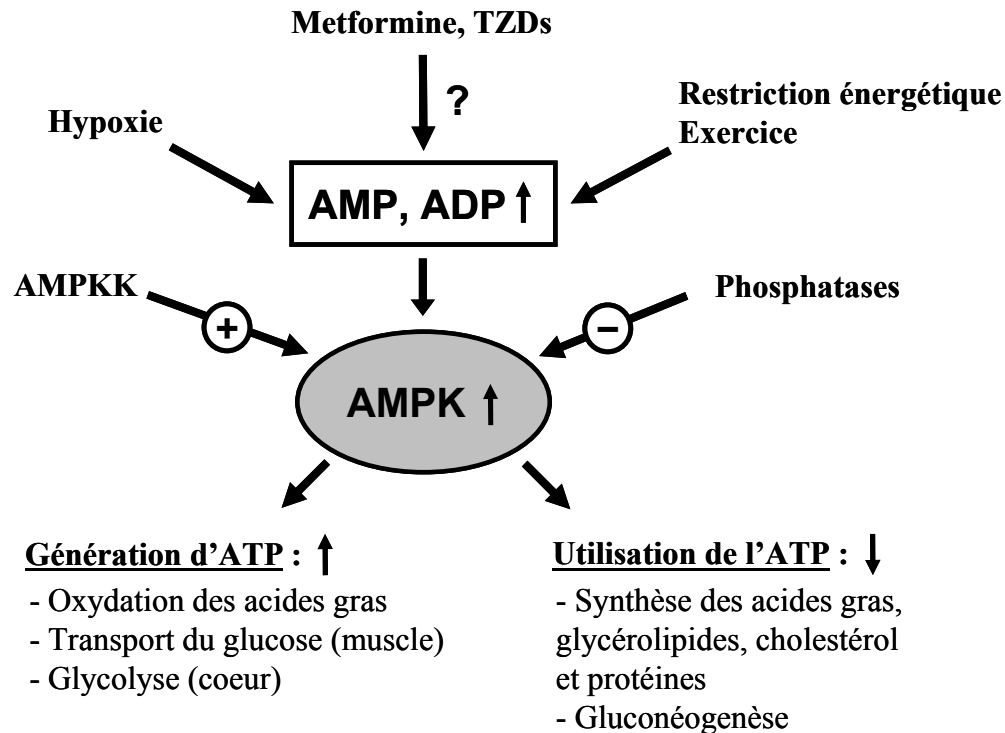 Metformine, TZDs
?
Hypoxie
Restriction énergétique
Exercice
AMP, ADP ↑
AMPKK
+
Phosphatases
−
AMPK ↑
Génération d'ATP : ↑
- Oxydation des acides gras
- Transport du glucose (muscle)
- Glycolyse (coeur)
Utilisation de l'ATP : ↓
- Synthèse des acides gras,
glycérolipides, cholestérol
et protéines
- Gluconéogenèse